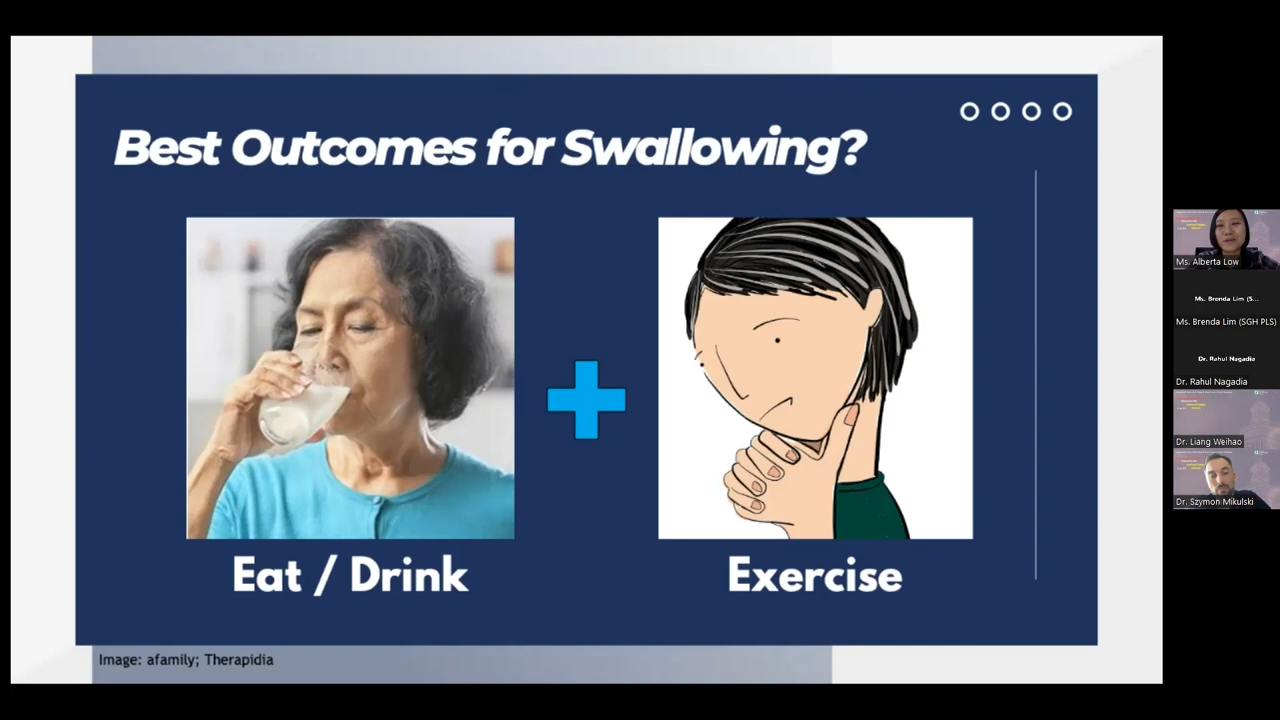 Best Outcomes for Swallowing?
Eat / Drink
Exercise
Image: afamily; Therapidia
Ms. Alberta Low
Ms. Brenda Lim (S...
Ms. Brenda Lim (SGH PLS)
Dr. Rahul Nagadia
Dr. Rahul Nagadia
Dr. Liang Weihao
Dr. Szymon Mikulski